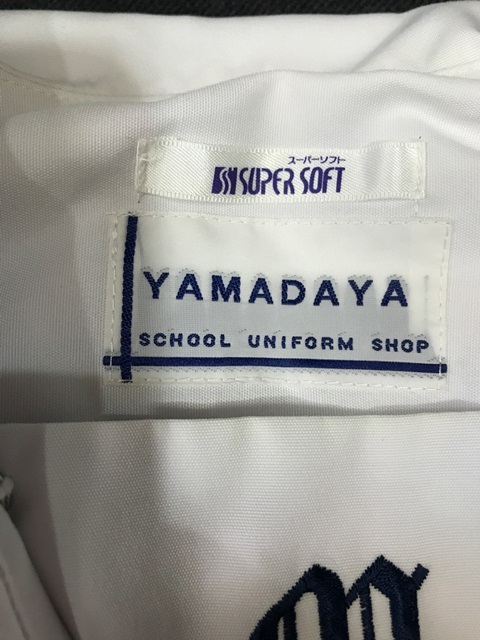 スーパーソフト
SUPER SOFT
YAMADAYA
SCHOOL UNIFORM SHOP